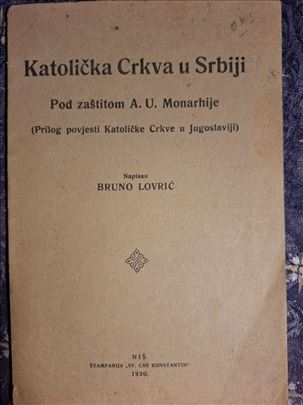 Katolička Crkva u Srbiji
Pod zaštitom A. U. Monarhije
(Prilog povjesti Katoličke Crkve u Jugoslaviji)
Napisao
BRUNO LOVRIĆ
NIŠ
ŠTAMPARIJA „SV. CAR KONSTANTIN"
1930.